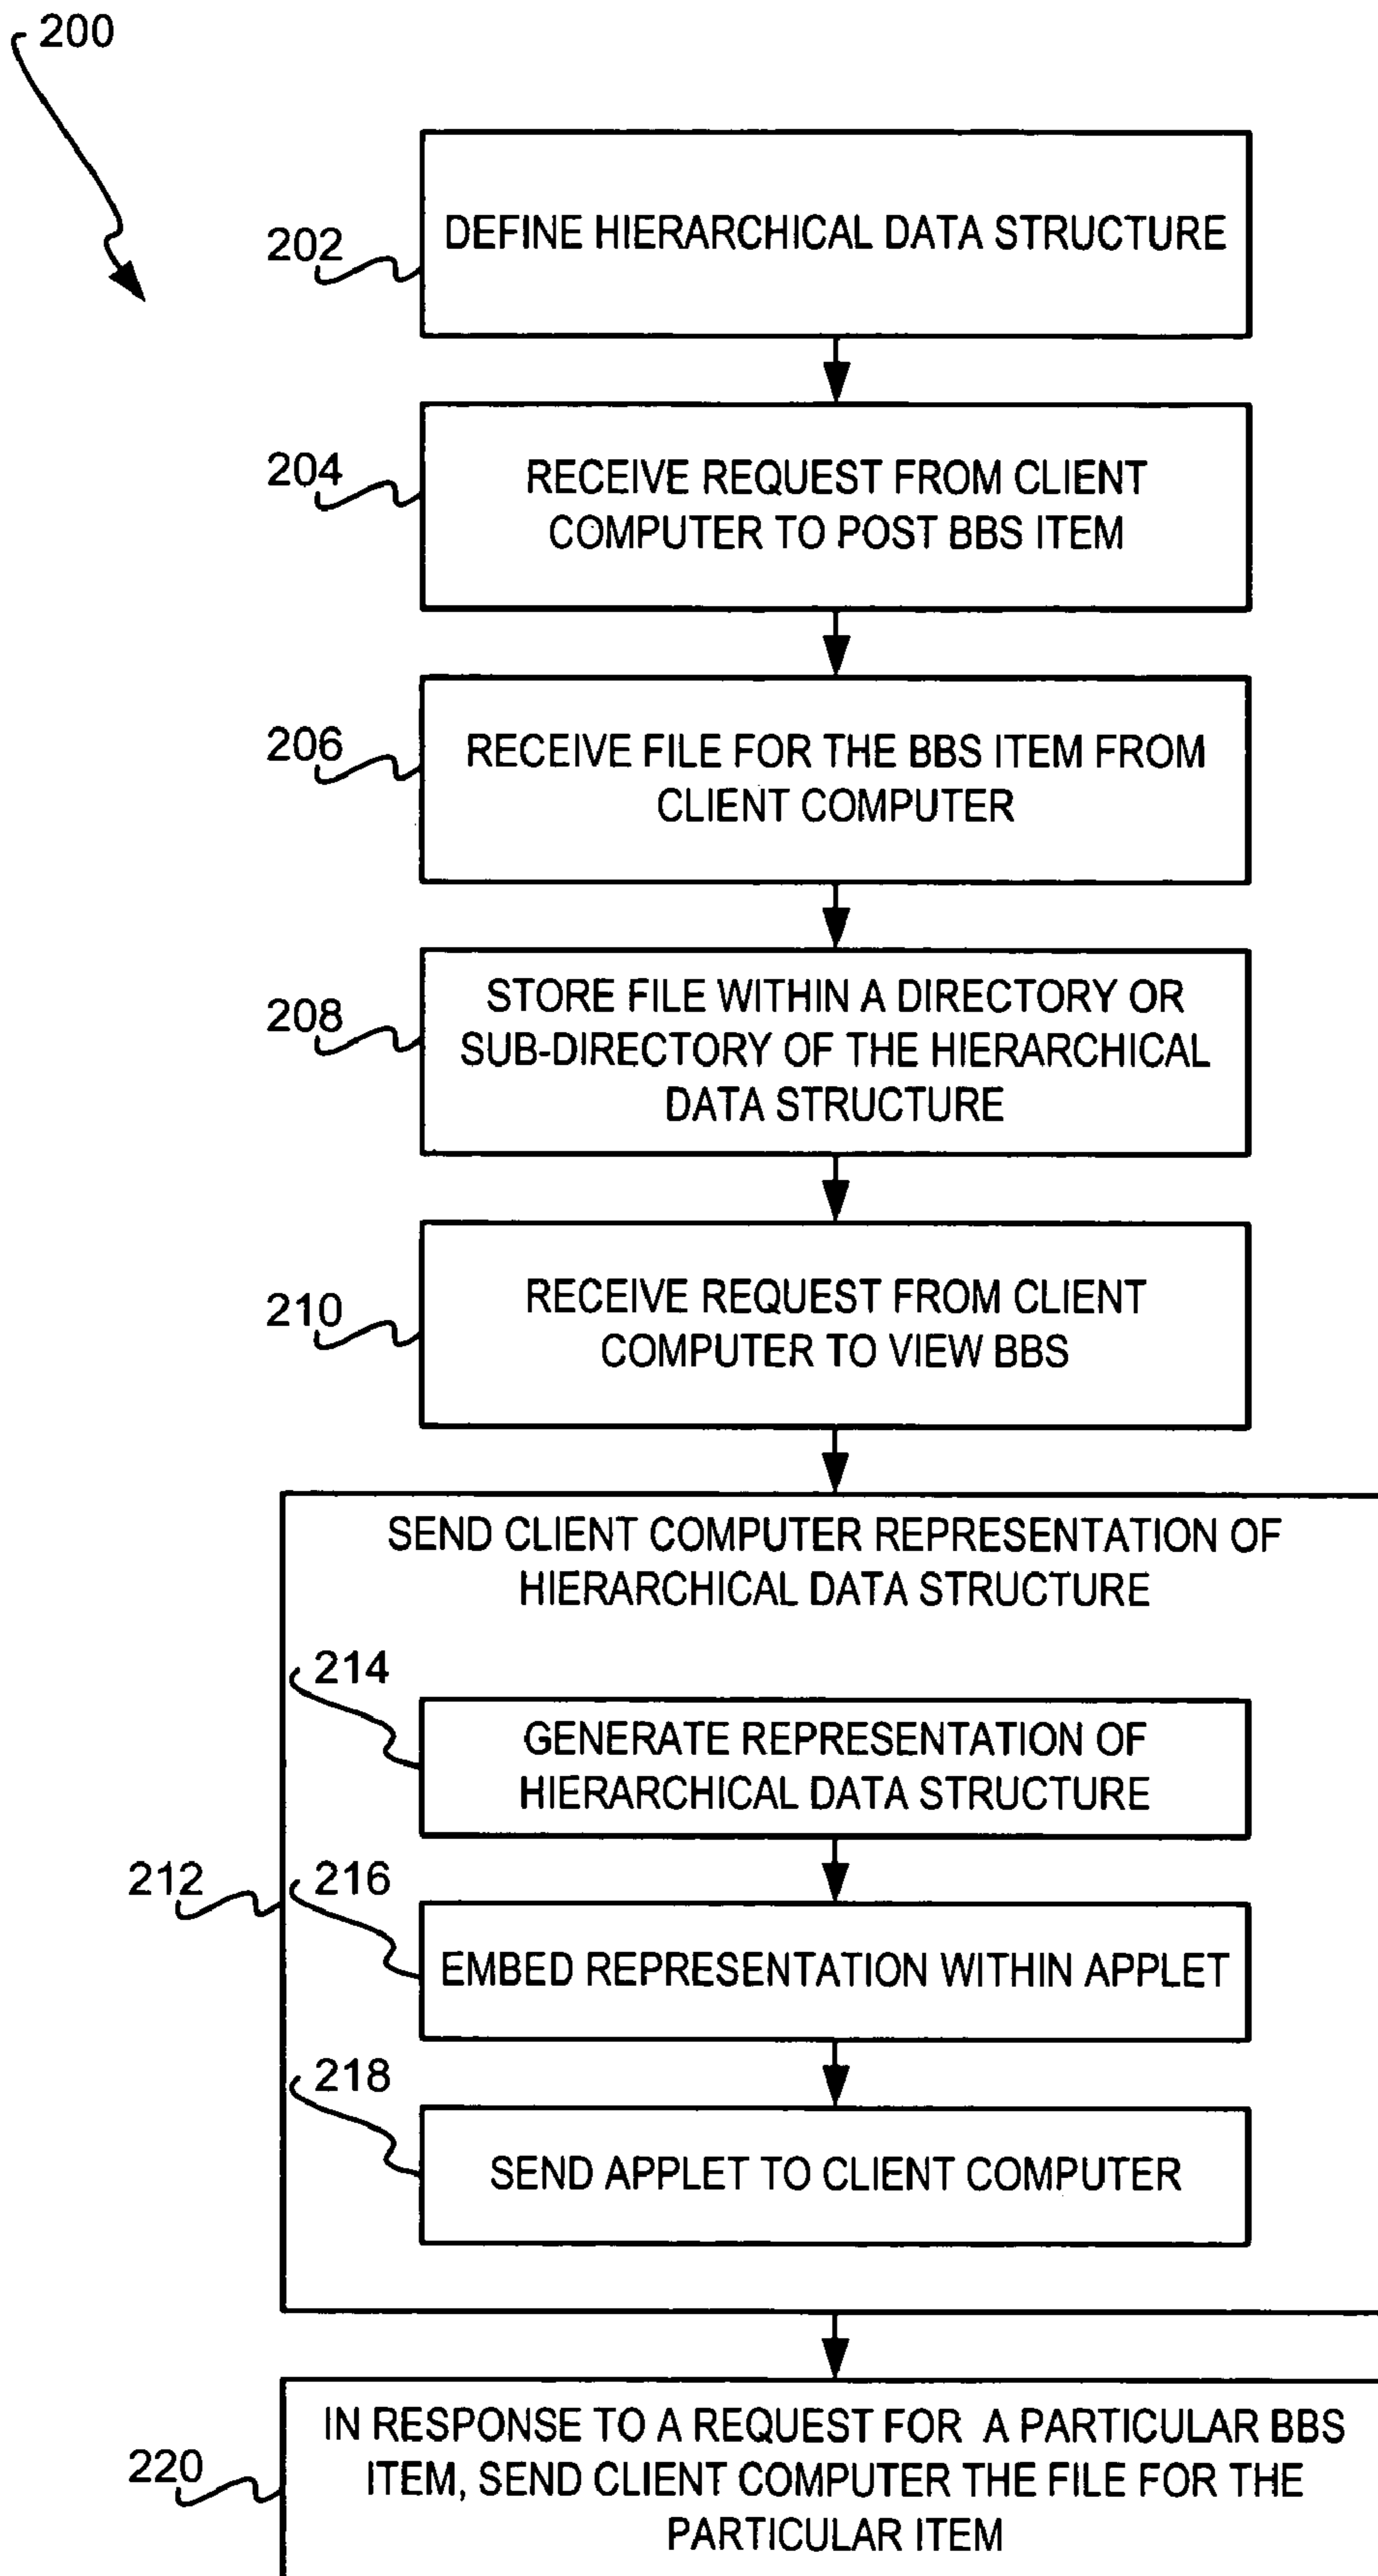 200
202
DEFINE HIERARCHICAL DATA STRUCTURE
204
RECEIVE REQUEST FROM CLIENT
COMPUTER TO POST BBS ITEM
206
RECEIVE FILE FOR THE BBS ITEM FROM
CLIENT COMPUTER
208
STORE FILE WITHIN A DIRECTORY OR
SUB-DIRECTORY OF THE HIERARCHICAL
DATA STRUCTURE
210
RECEIVE REQUEST FROM CLIENT
COMPUTER TO VIEW BBS
212
SEND CLIENT COMPUTER REPRESENTATION OF
HIERARCHICAL DATA STRUCTURE
214
GENERATE REPRESENTATION OF
HIERARCHICAL DATA STRUCTURE
216
EMBED REPRESENTATION WITHIN APPLET
218
SEND APPLET TO CLIENT COMPUTER
220
IN RESPONSE TO A REQUEST FOR A PARTICULAR BBS
ITEM, SEND CLIENT COMPUTER THE FILE FOR THE
PARTICULAR ITEM